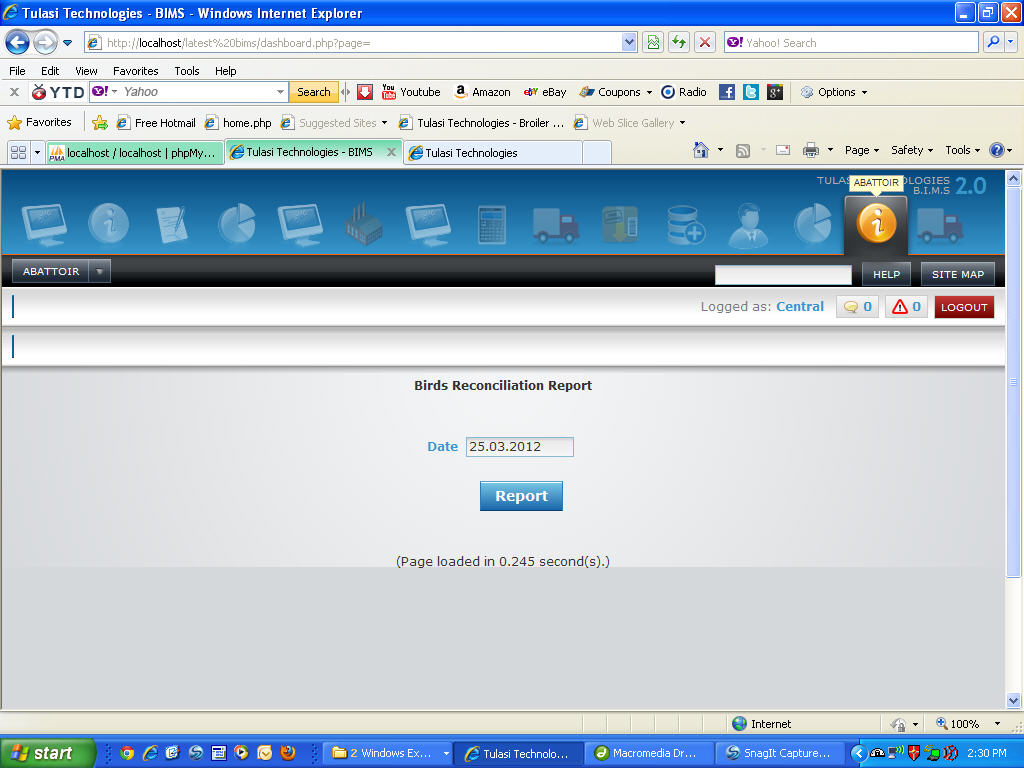 Tulasi Technologies - BIMS - Windows Internet Explorer
http://localhost/latest%20bims/dashboard.php?page=
Yahoo! Search
File Edit View Favorites Tools Help
x YTD Y! Yahoo Search You Tube Youtube a Amazon ebY eBay Coupons Radio f g+ Options
Favorites Free Hotmail home.php Suggested Sites Tulasi Technologies - Broiler ... Web Slice Gallery
PMA localhost / localhost | phpMy... Tulasi Technologies - BIMS Tulasi Technologies Page Safety Tools
ABATTOIR
B.I.M.S 2.0
ABATTOIR HELP SITE MAP
Logged as: Central 0 0 LOGOUT
Birds Reconciliation Report
Date 25.03.2012
Report
(Page loaded in 0.245 second(s).)
Internet 100%
start 2 Windows Ex... Tulasi Technolo... Macromedia Dr... SnagIt Capture... 2:30 PM